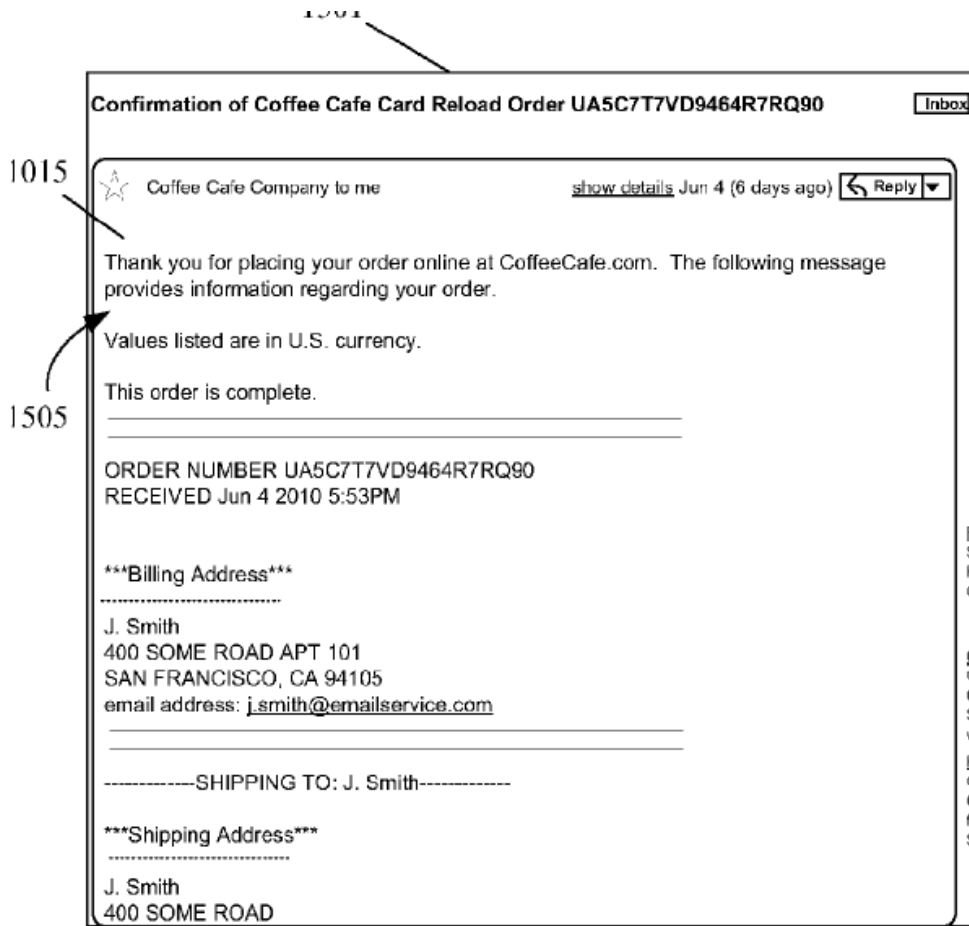 Confirmation of Coffee Cafe Card Reload Order UA5C7T7VD9464R7RQ90
Inbox
1015
Coffee Cafe Company to me
show details Jun 4 (6 days ago)
Reply
Thank you for placing your order online at CoffeeCafe.com. The following message
provides information regarding your order.
Values listed are in U.S. currency.
This order is complete.
1505
ORDER NUMBER UA5C7T7VD9464R7RQ90
RECEIVED Jun 4 2010 5:53PM
***Billing Address***
--------------------------------
J. Smith
400 SOME ROAD APT 101
SAN FRANCISCO, CA 94105
email address: j.smith@emailservice.com
-------------SHIPPING TO: J. Smith-------------
***Shipping Address***
--------------------------------
J. Smith
400 SOME ROAD